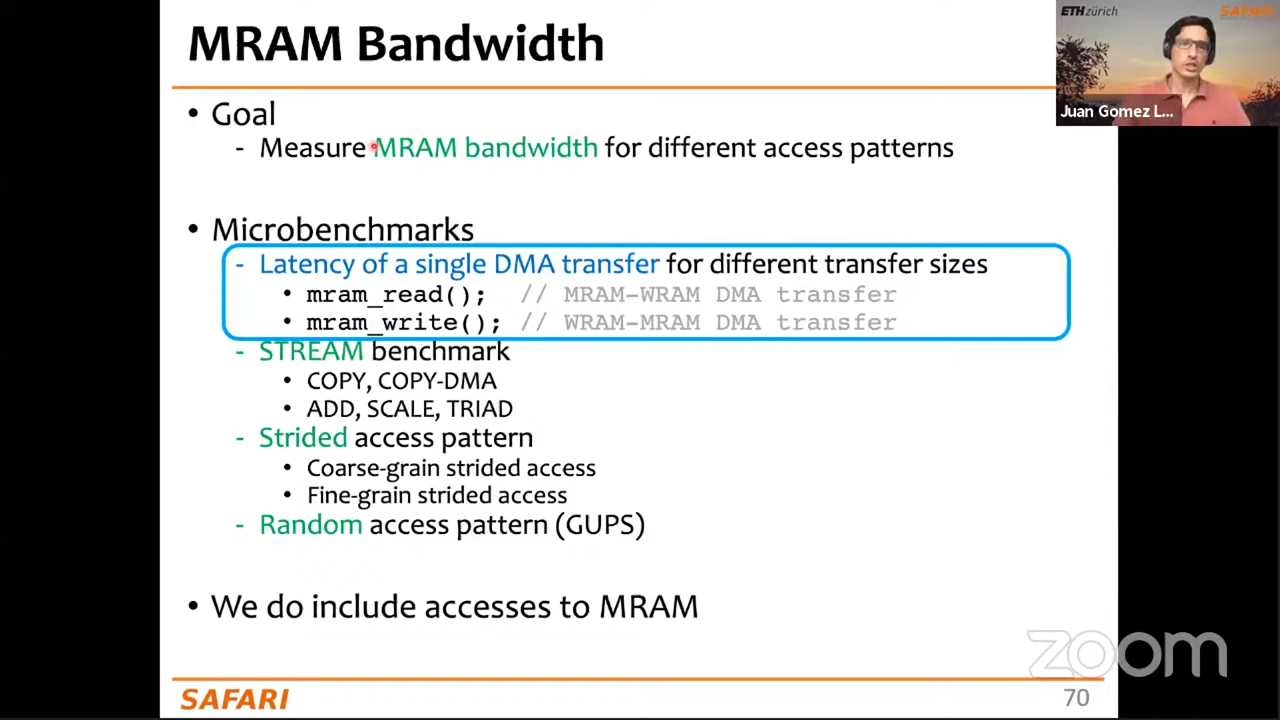 MRAM Bandwidth
ETH zürich
SAFARI
Juan Gomez L...
• Goal
- Measure MRAM bandwidth for different access patterns
• Microbenchmarks
- Latency of a single DMA transfer for different transfer sizes
• mram_read(); // MRAM-WRAM DMA transfer
• mram_write(); // WRAM-MRAM DMA transfer
- STREAM benchmark
• COPY, COPY-DMA
• ADD, SCALE, TRIAD
- Strided access pattern
• Coarse-grain strided access
• Fine-grain strided access
- Random access pattern (GUPS)
• We do include accesses to MRAM
zoom
SAFARI
70